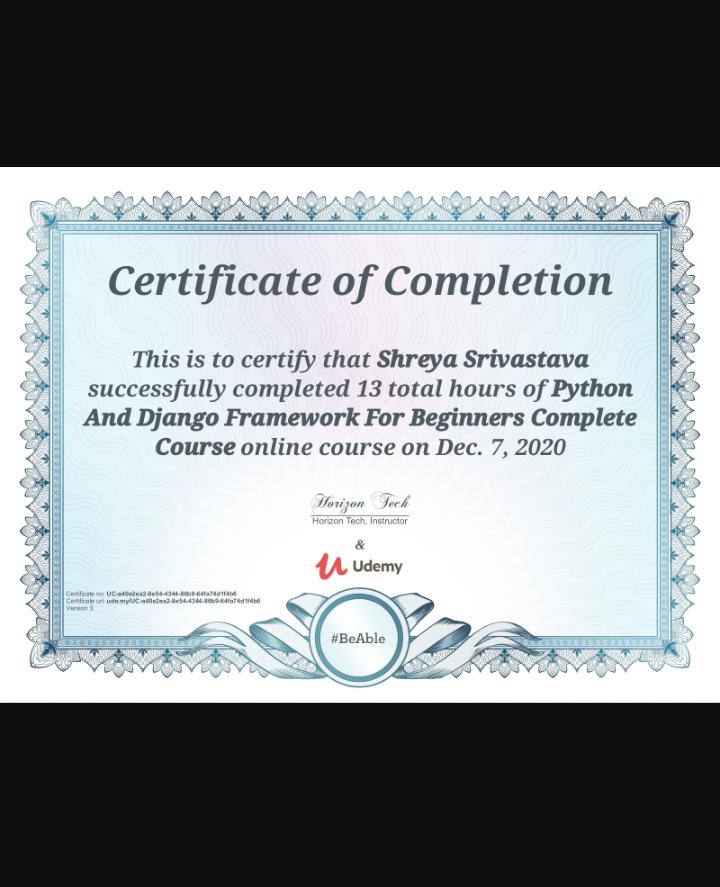 Certificate of Completion
This is to certify that Shreya Srivastava
successfully completed 13 total hours of Python
And Django Framework For Beginners Complete
Course online course on Dec. 7, 2020
Horizon Tech
Horizon Tech, Instructor
&
Udemy
Certificate no: UC-a40e2ea2-8e54-4344-86b9-64fa74d1f4b6
Certificate url: ude.my/UC-a40e2ea2-8e54-4344-86b9-64fa74d1f4b6
Version 3
#BeAble